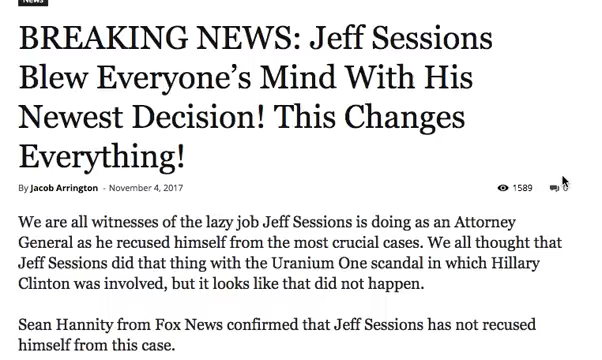 News
BREAKING NEWS: Jeff Sessions
Blew Everyone’s Mind With His
Newest Decision! This Changes
Everything!
By Jacob Arrington - November 4, 2017 1589 0
We are all witnesses of the lazy job Jeff Sessions is doing as an Attorney
General as he recused himself from the most crucial cases. We all thought that
Jeff Sessions did that thing with the Uranium One scandal in which Hillary
Clinton was involved, but it looks like that did not happen.
Sean Hannity from Fox News confirmed that Jeff Sessions has not recused
himself from this case.